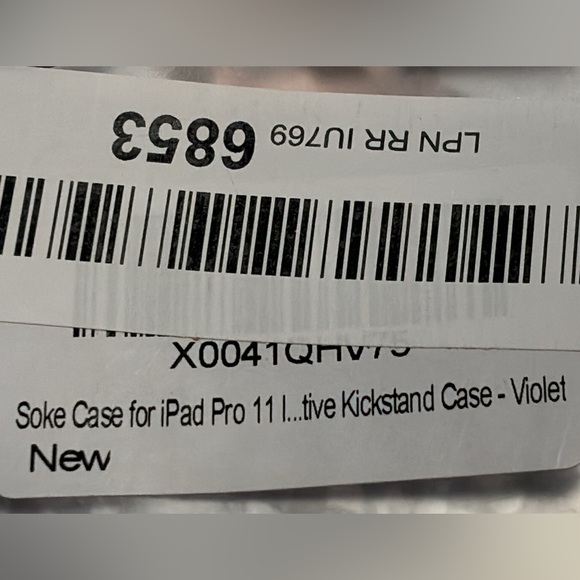 LPN RR IU769 6853
X0041QHV75
Soke Case for iPad Pro 11 I...tive Kickstand Case - Violet
New